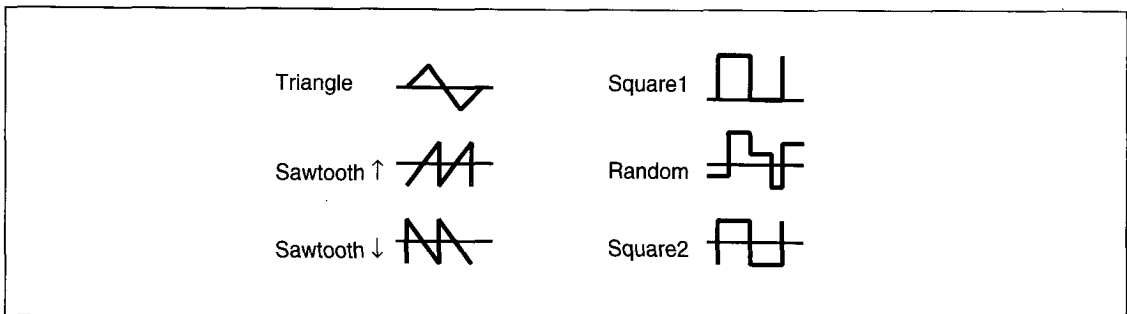 Triangle
Square1
Sawtooth ↑
Random
Sawtooth ↓
Square2